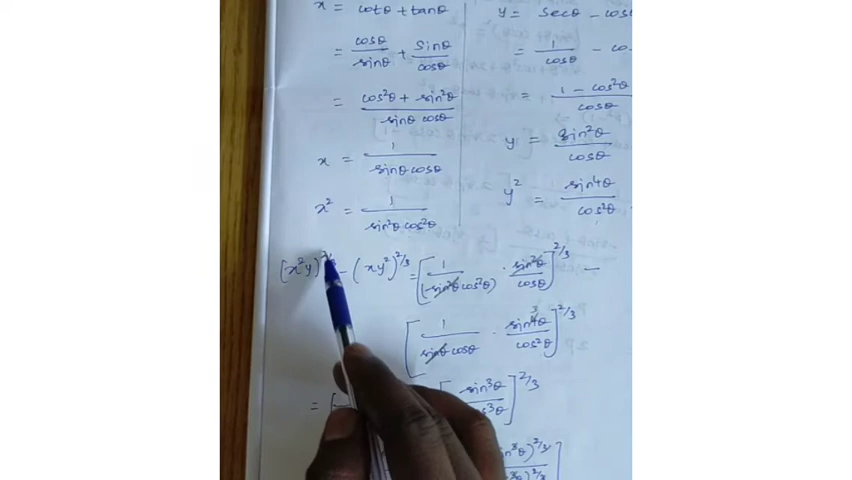 x = cotθ + tanθ
= cosθ/sinθ + sinθ/cosθ
= (cos²θ + sin²θ)/(sinθ cosθ)
x = 1/(sinθ cosθ)
x² = 1/(sin²θ cos²θ)
y = secθ - cosθ
= 1/cosθ -
= (1 - cos²θ)/cosθ
y = sin²θ/cosθ
y² = sin⁴θ/cos²θ
(x²y)^2/3 - (xy²)^2/3 = [1/(sin²θ cos²θ) · sin²θ/cosθ]^2/3 -
[1/(sinθ cosθ) · sin⁴θ/cos²θ]^2/3 3
= [ sin³θ/cos³θ]^2/3